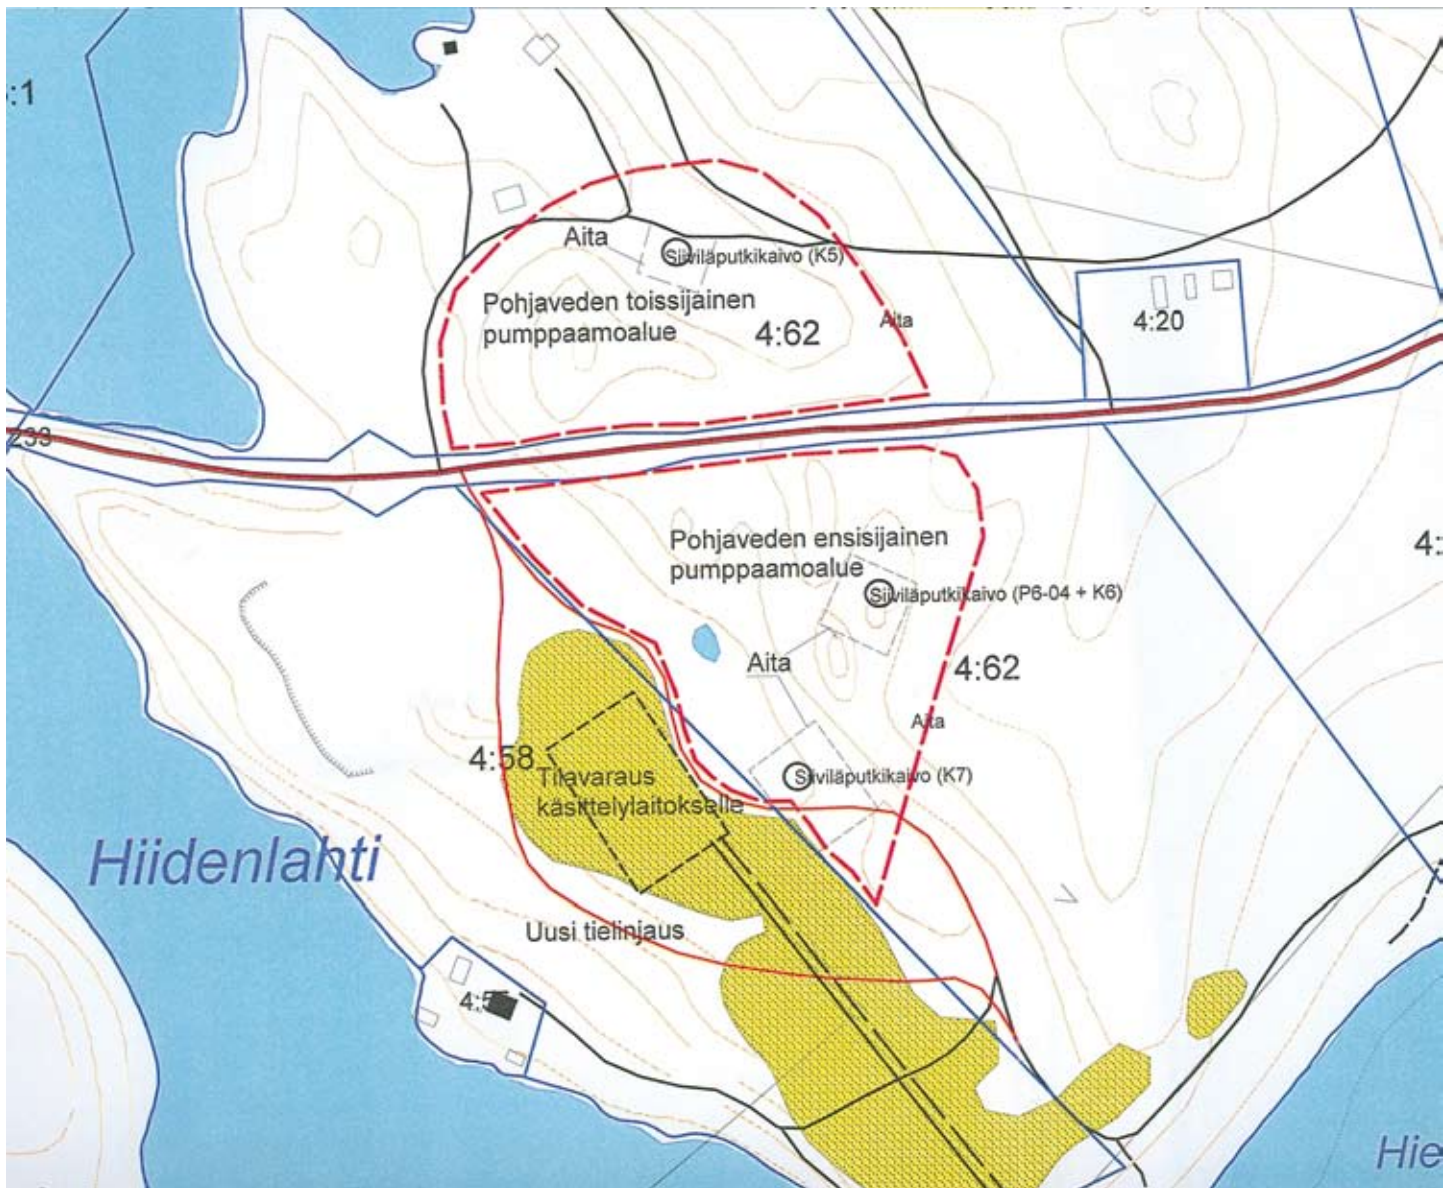 :1
Aita
Siiviläputkikaivo (K5)
Pohjaveden toissijainen
pumppaamoalue
4:62
Aita
4:20
233
Pohjaveden ensisijainen
pumppaamoalue
Siiviläputkikaivo (P6-04 + K6)
4:
Aita
4:62
Aita
4:58
Tilavaraus
käsittelylaitokselle
Siiviläputkikaivo (K7)
Hiidenlahti
Uusi tielinjaus
Hie